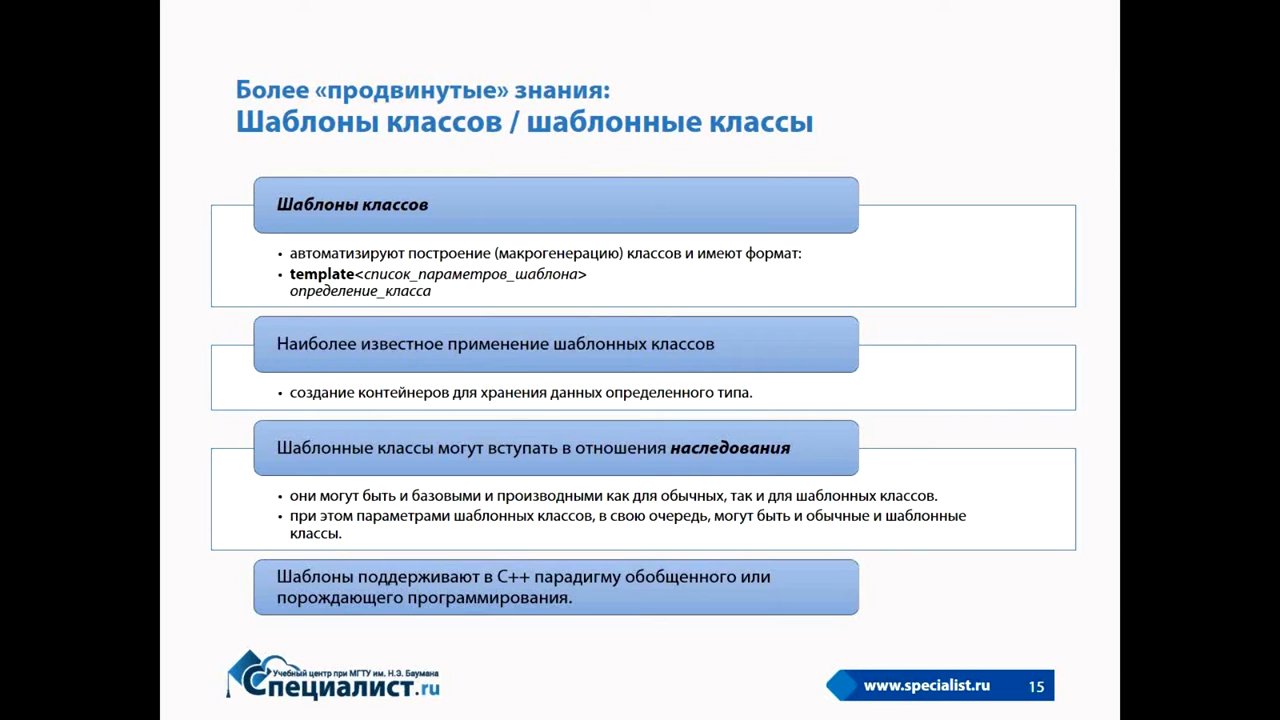 Более «продвинутые» знания:
Шаблоны классов / шаблонные классы
Шаблоны классов
• автоматизируют построение (макрогенерацию) классов и имеют формат:
• template<список_параметров_шаблона>
определение_класса
Наиболее известное применение шаблонных классов
• создание контейнеров для хранения данных определенного типа.
Шаблонные классы могут вступать в отношения наследования
• они могут быть и базовыми и производными как для обычных, так и для шаблонных классов.
• при этом параметрами шаблонных классов, в свою очередь, могут быть и обычные и шаблонные
классы.
Шаблоны поддерживают в C++ парадигму обобщенного или
порождающего программирования.
Учебный центр при МГТУ им. Н.Э. Баумана
Специалист.ru
www.specialist.ru
15